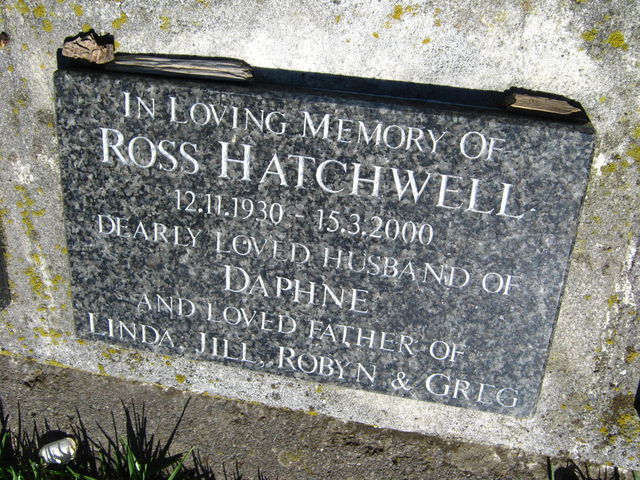 IN LOVING MEMORY OF
ROSS HATCHWELL
12.11.1930 - 15.3.2000
DEARLY LOVED HUSBAND OF
DAPHNE
AND LOVED FATHER OF
LINDA, JILL, ROBYN & GREG